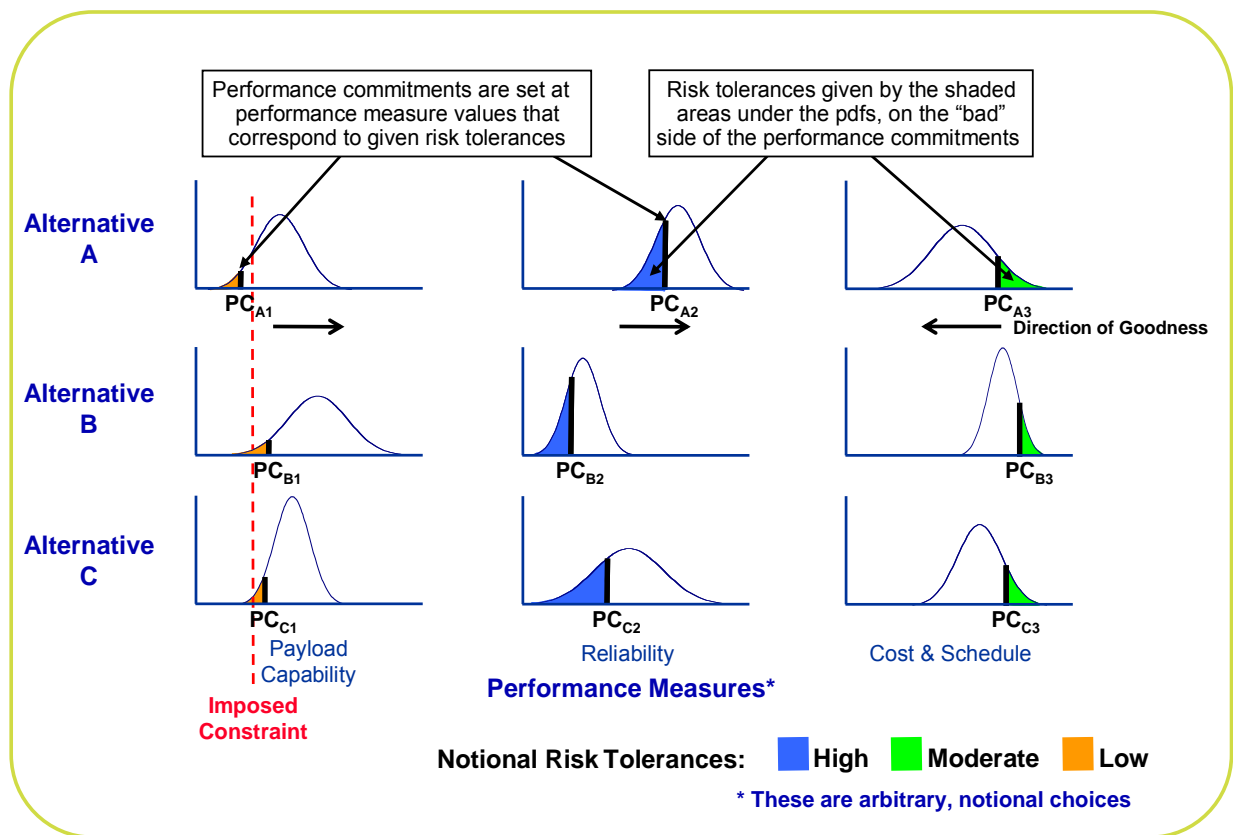 Performance commitments are set at
performance measure values that
correspond to given risk tolerances
Risk tolerances given by the shaded
areas under the pdfs, on the “bad”
side of the performance commitments
Alternative
A
PCA1
PCA2
PCA3
Direction of Goodness
Alternative
B
PCB1
PCB2
PCB3
Alternative
C
PCC1
PCC2
PCC3
Payload
Capability
Reliability
Cost & Schedule
Performance Measures*
Imposed
Constraint
Notional Risk Tolerances:
High
Moderate
Low
* These are arbitrary, notional choices